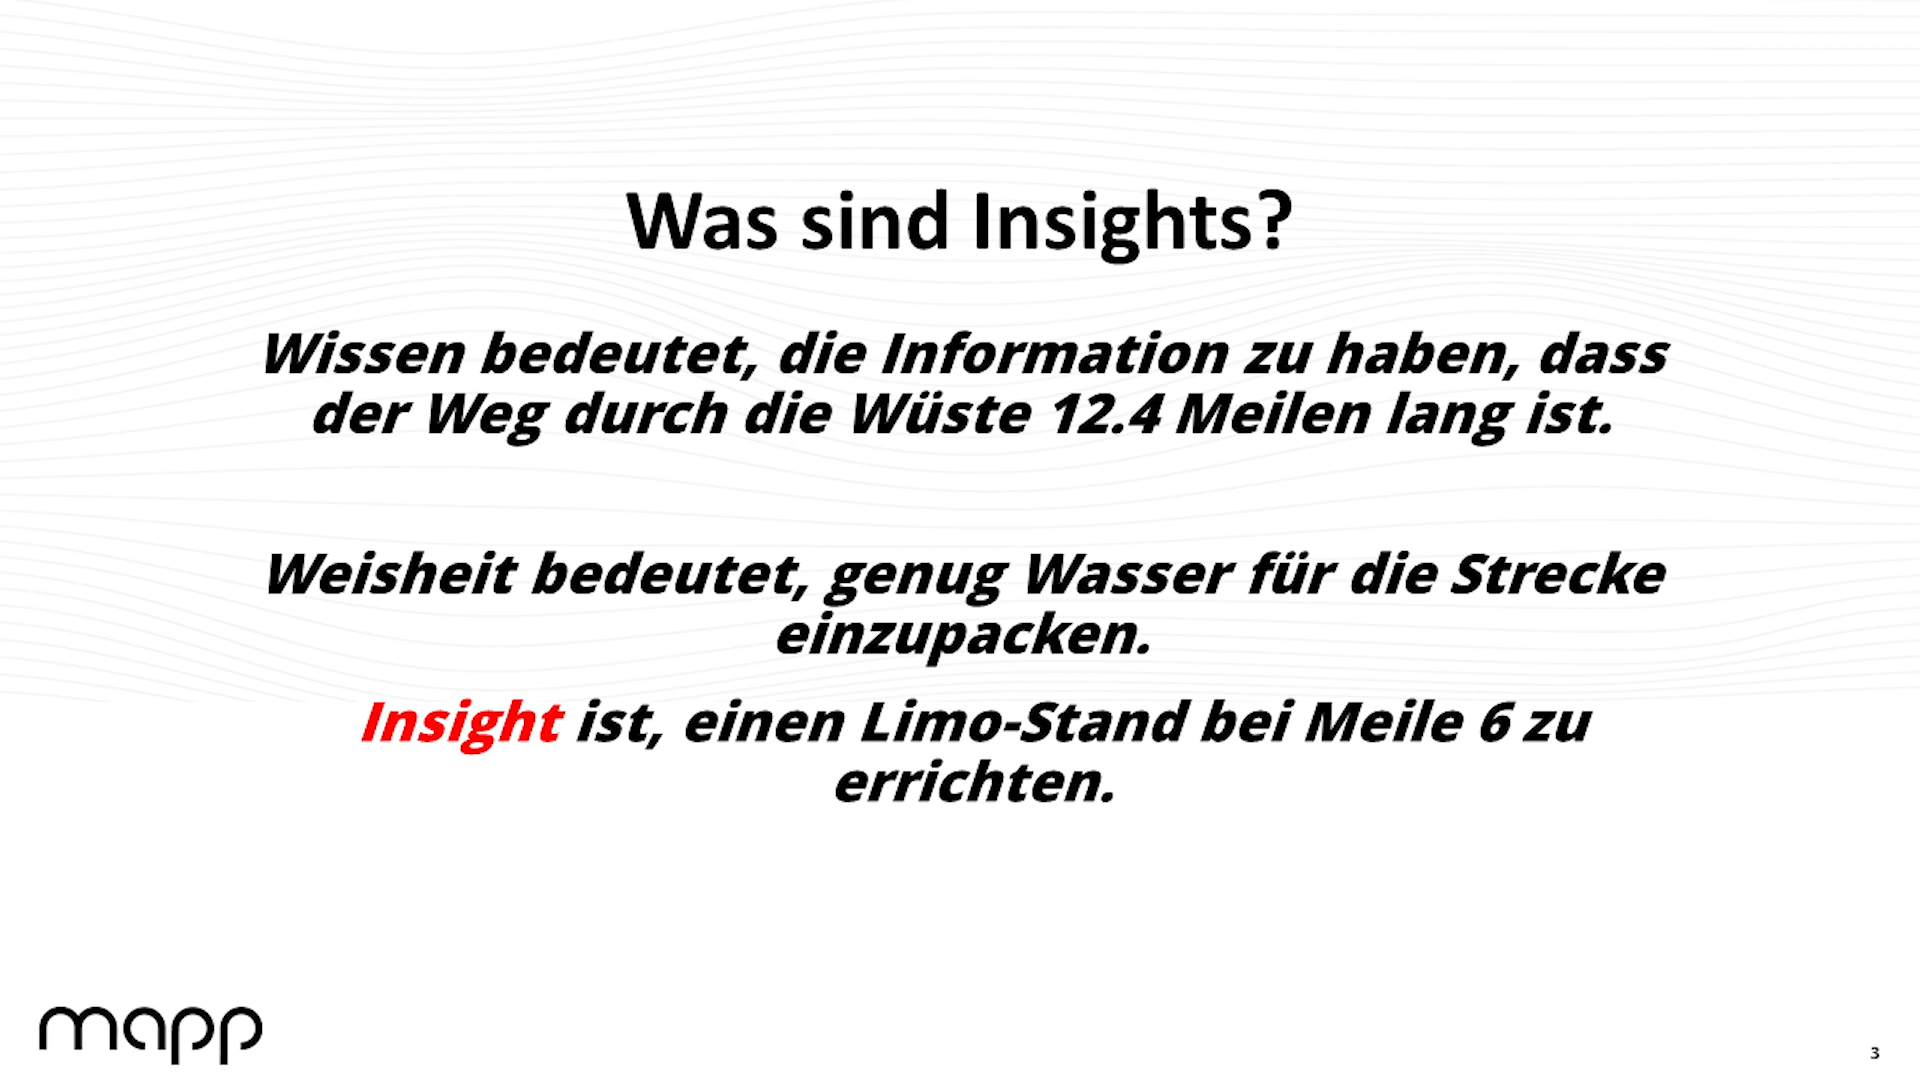 Was sind Insights?
Wissen bedeutet, die Information zu haben, dass
der Weg durch die Wüste 12.4 Meilen lang ist.
Weisheit bedeutet, genug Wasser für die Strecke
einzupacken.
Insight ist, einen Limo-Stand bei Meile 6 zu
errichten.
mapp
3